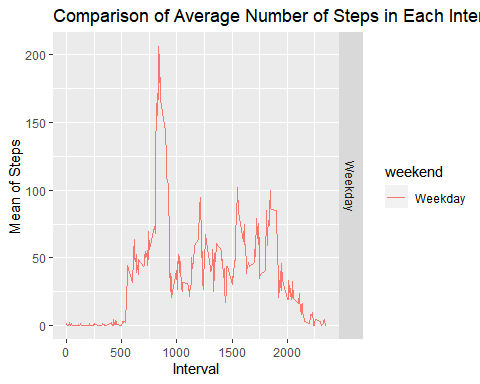 Comparison of Average Number of Steps in Each Inter
200
150
100
50
0
Mean of Steps
Weekday
0 500 1000 1500 2000
Interval
weekend
Weekday